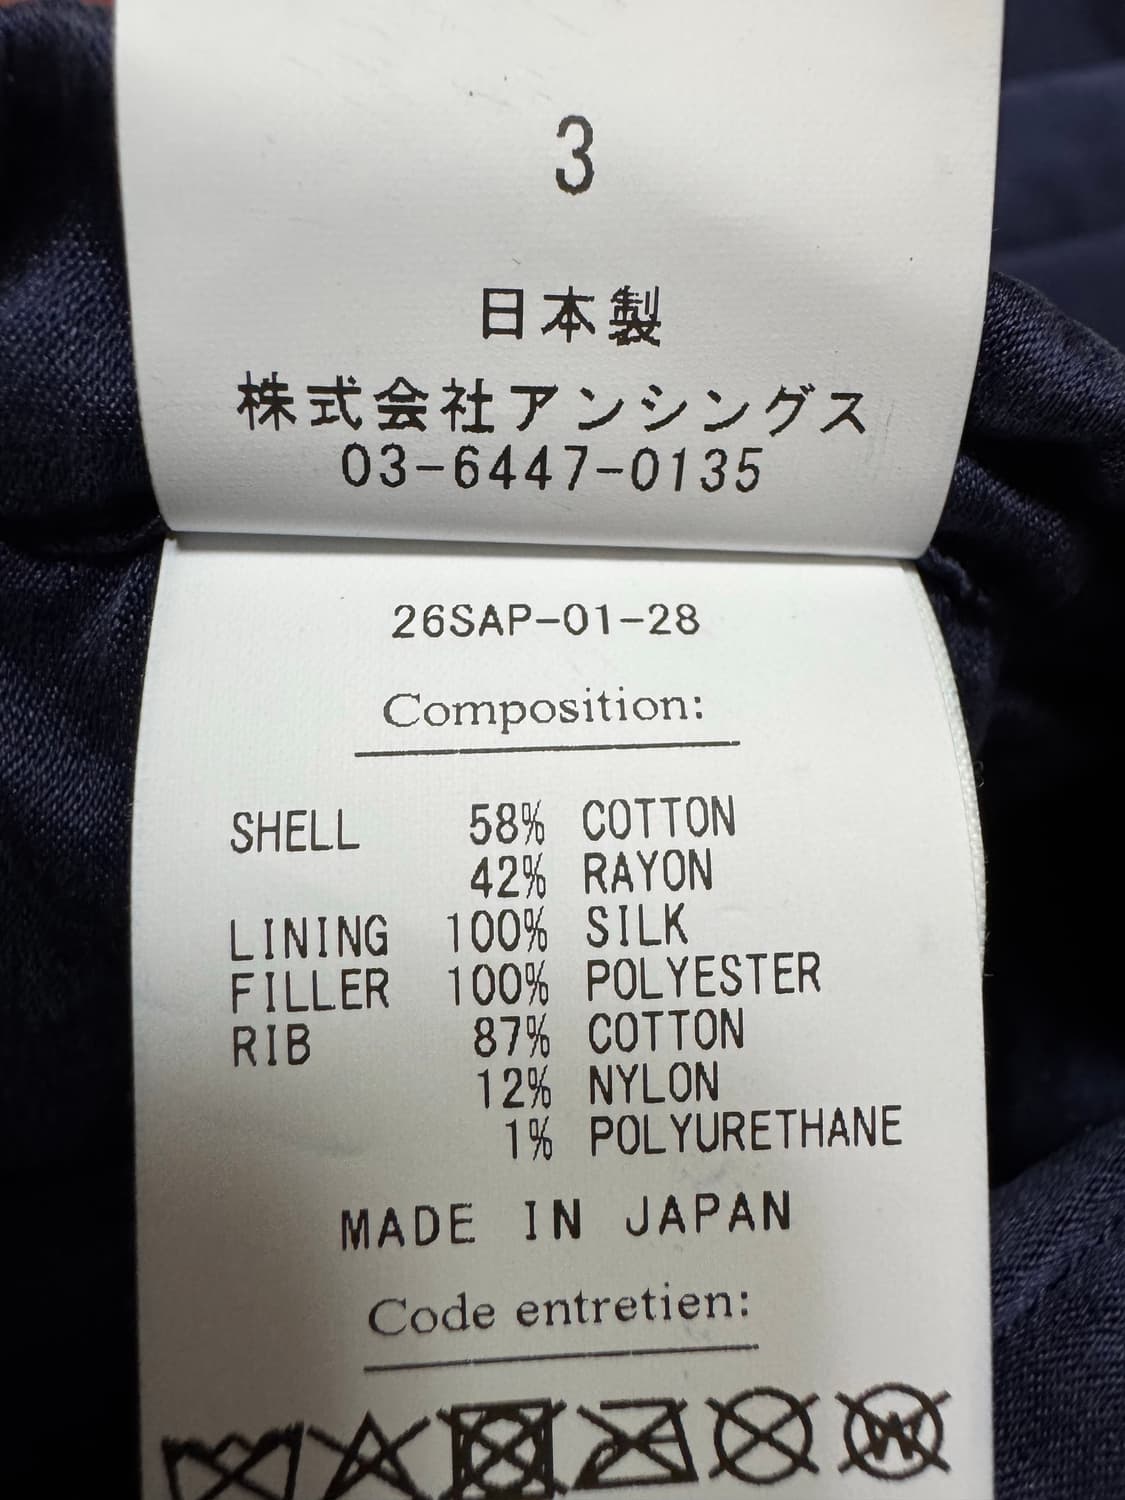 3
日本製
株式会社アンシングス
03-6447-0135
26SAP-01-28
Composition:
SHELL 58% COTTON
42% RAYON
LINING 100% SILK
FILLER 100% POLYESTER
RIB 87% COTTON
12% NYLON
1% POLYURETHANE
MADE IN JAPAN
Code entretien:
W